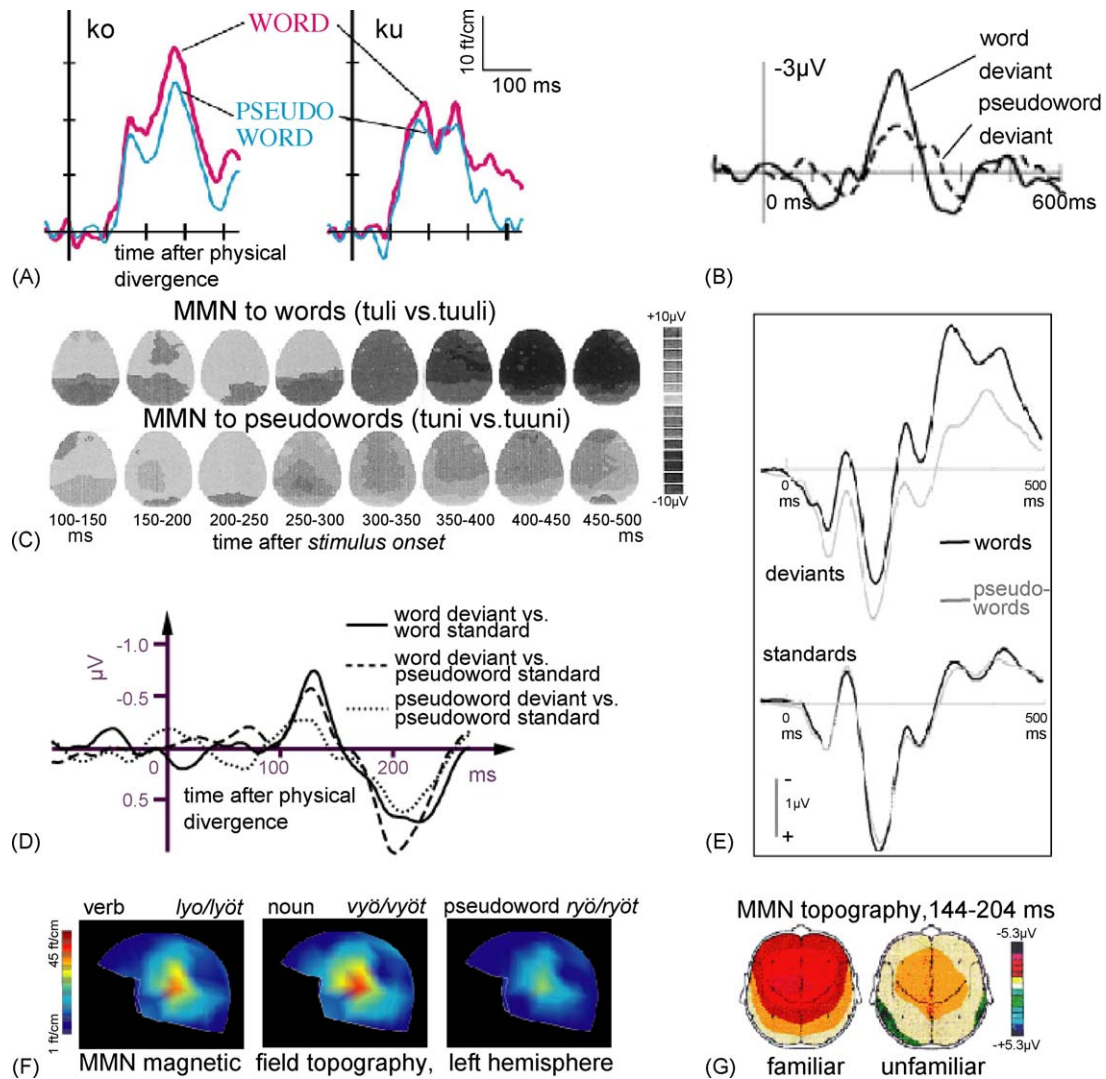 ko
WORD
ku
10 ft/cm
100 ms
PSEUDO
WORD
time after physical
divergence
(A)
-3µV
word
deviant
pseudoword
deviant
0 ms
600ms
(B)
MMN to words (tuli vs.tuuli)
+10µV
MMN to pseudowords (tuni vs.tuuni)
-10µV
100-150
ms
150-200
200-250
250-300
300-350
350-400
400-450
450-500
ms
time after stimulus onset
(C)
0
ms
500
ms
words
deviants
pseudo-
words
standards
0
ms
500
ms
-
1µV
+
(E)
µV
-1.0
-0.5
0.5
0
100
200
ms
word deviant vs.
word standard
word deviant vs.
pseudoword standard
pseudoword deviant vs.
pseudoword standard
time after physical
divergence
(D)
verb lyo/lyöt
noun vyö/vyöt
pseudoword ryö/ryöt
45 ft/cm
1 ft/cm
MMN magnetic field topography, left hemisphere
(F)
MMN topography,144-204 ms
-5.3µV
-+5.3µV
familiar
unfamiliar
(G)